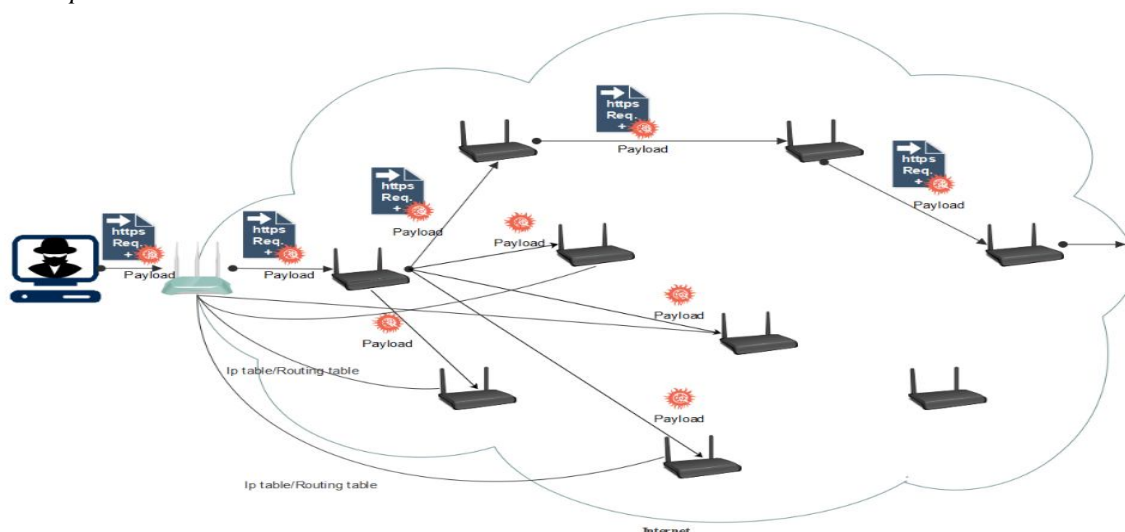 https
Req.
+
Payload
https
Req.
+
Payload
https
Req.
+
Payload
https
Req.
+
Payload
https
Req.
+
Payload
Payload
Payload
Payload
Payload
Ip table/Routing table
Ip table/Routing table
Internet